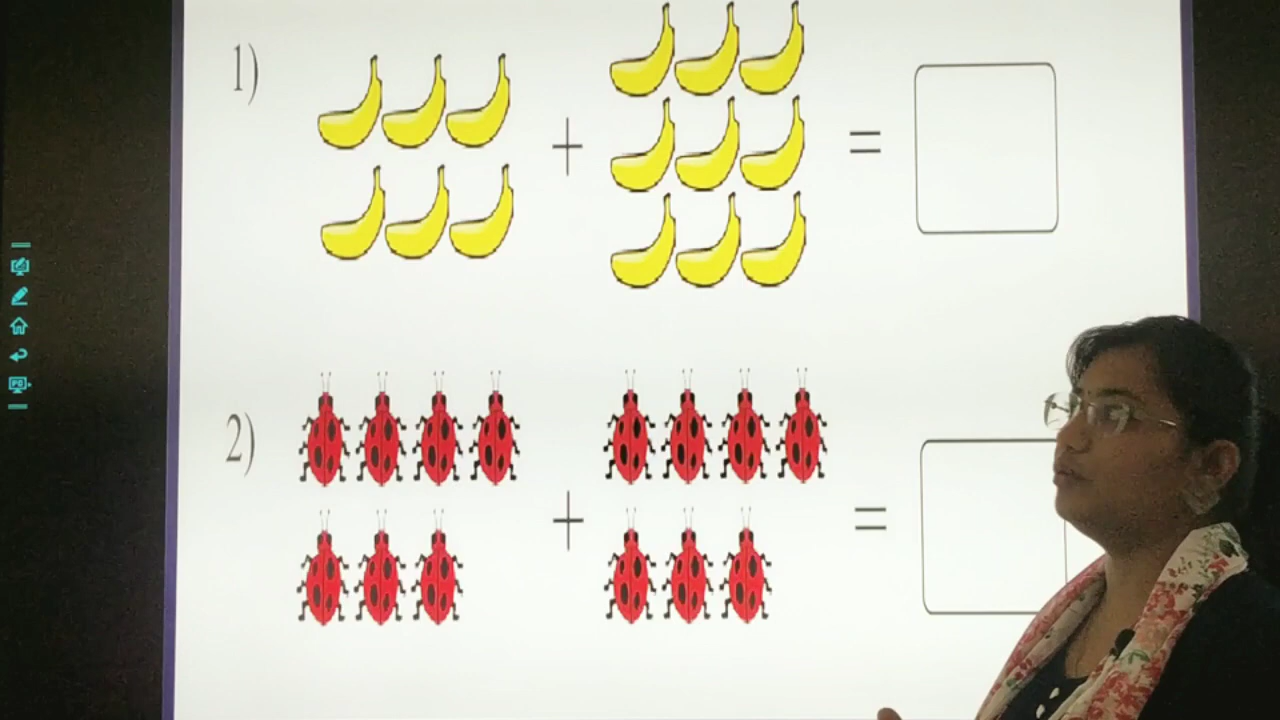 1) + =
2) + =